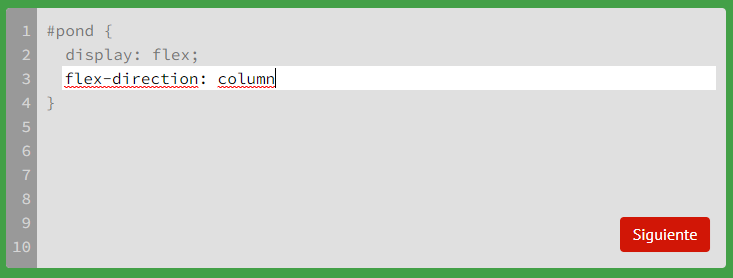 1 #pond {
2 display: flex;
3 flex-direction: column
4 }
5
6
7
8
9
10
Siguiente